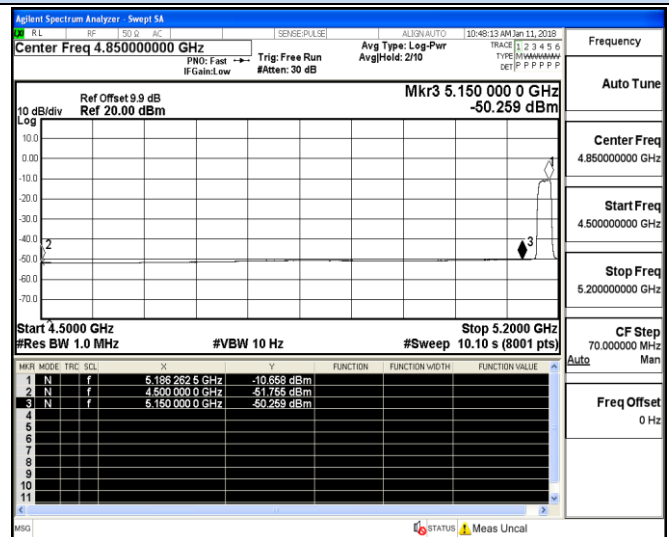 Agilent Spectrum Analyzer - Swept SA
RL RF 50 Ω AC SENSE:PULSE ALIGN AUTO 10:48:13 AM Jan 11, 2018
Center Freq 4.850000000 GHz
PNO: Fast
IFGain:Low
Trig: Free Run
#Atten: 30 dB
Avg Type: Log-Pwr
Avg|Hold: 2/10
TRACE 1 2 3 4 5 6
TYPE MWWWWW
DET P P P P P P
Mkr3 5.150 000 0 GHz
-50.259 dBm
Ref Offset 9.9 dB
10 dB/div Ref 20.00 dBm
Log
10.0
0.00
-10.0
-20.0
-30.0
-40.0
-50.0
-60.0
-70.0
1
2
3
Start 4.5000 GHz Stop 5.2000 GHz
#Res BW 1.0 MHz #VBW 10 Hz #Sweep 10.10 s (8001 pts)
MKR MODE TRC SCL X Y FUNCTION FUNCTION WIDTH FUNCTION VALUE
1 N f 5.186 262 5 GHz -10.658 dBm
2 N f 4.500 000 0 GHz -51.755 dBm
3 N f 5.150 000 0 GHz -50.259 dBm
4
5
6
7
8
9
10
11
MSG STATUS Meas Uncal
Frequency
Auto Tune
Center Freq
4.850000000 GHz
Start Freq
4.500000000 GHz
Stop Freq
5.200000000 GHz
CF Step
70.000000 MHz
Auto Man
Freq Offset
0 Hz